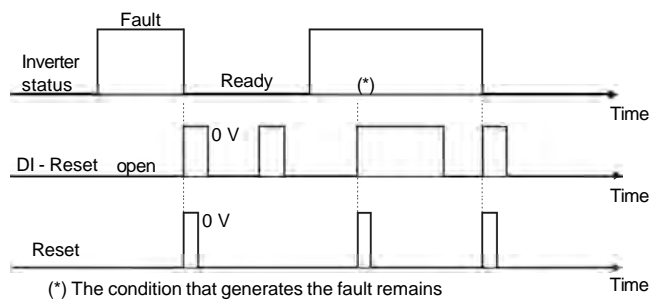 Fault
Inverter
status
Ready
(*)
Time
0 V
DI - Reset open
Time
0 V
Reset
Time
(*) The condition that generates the fault remains